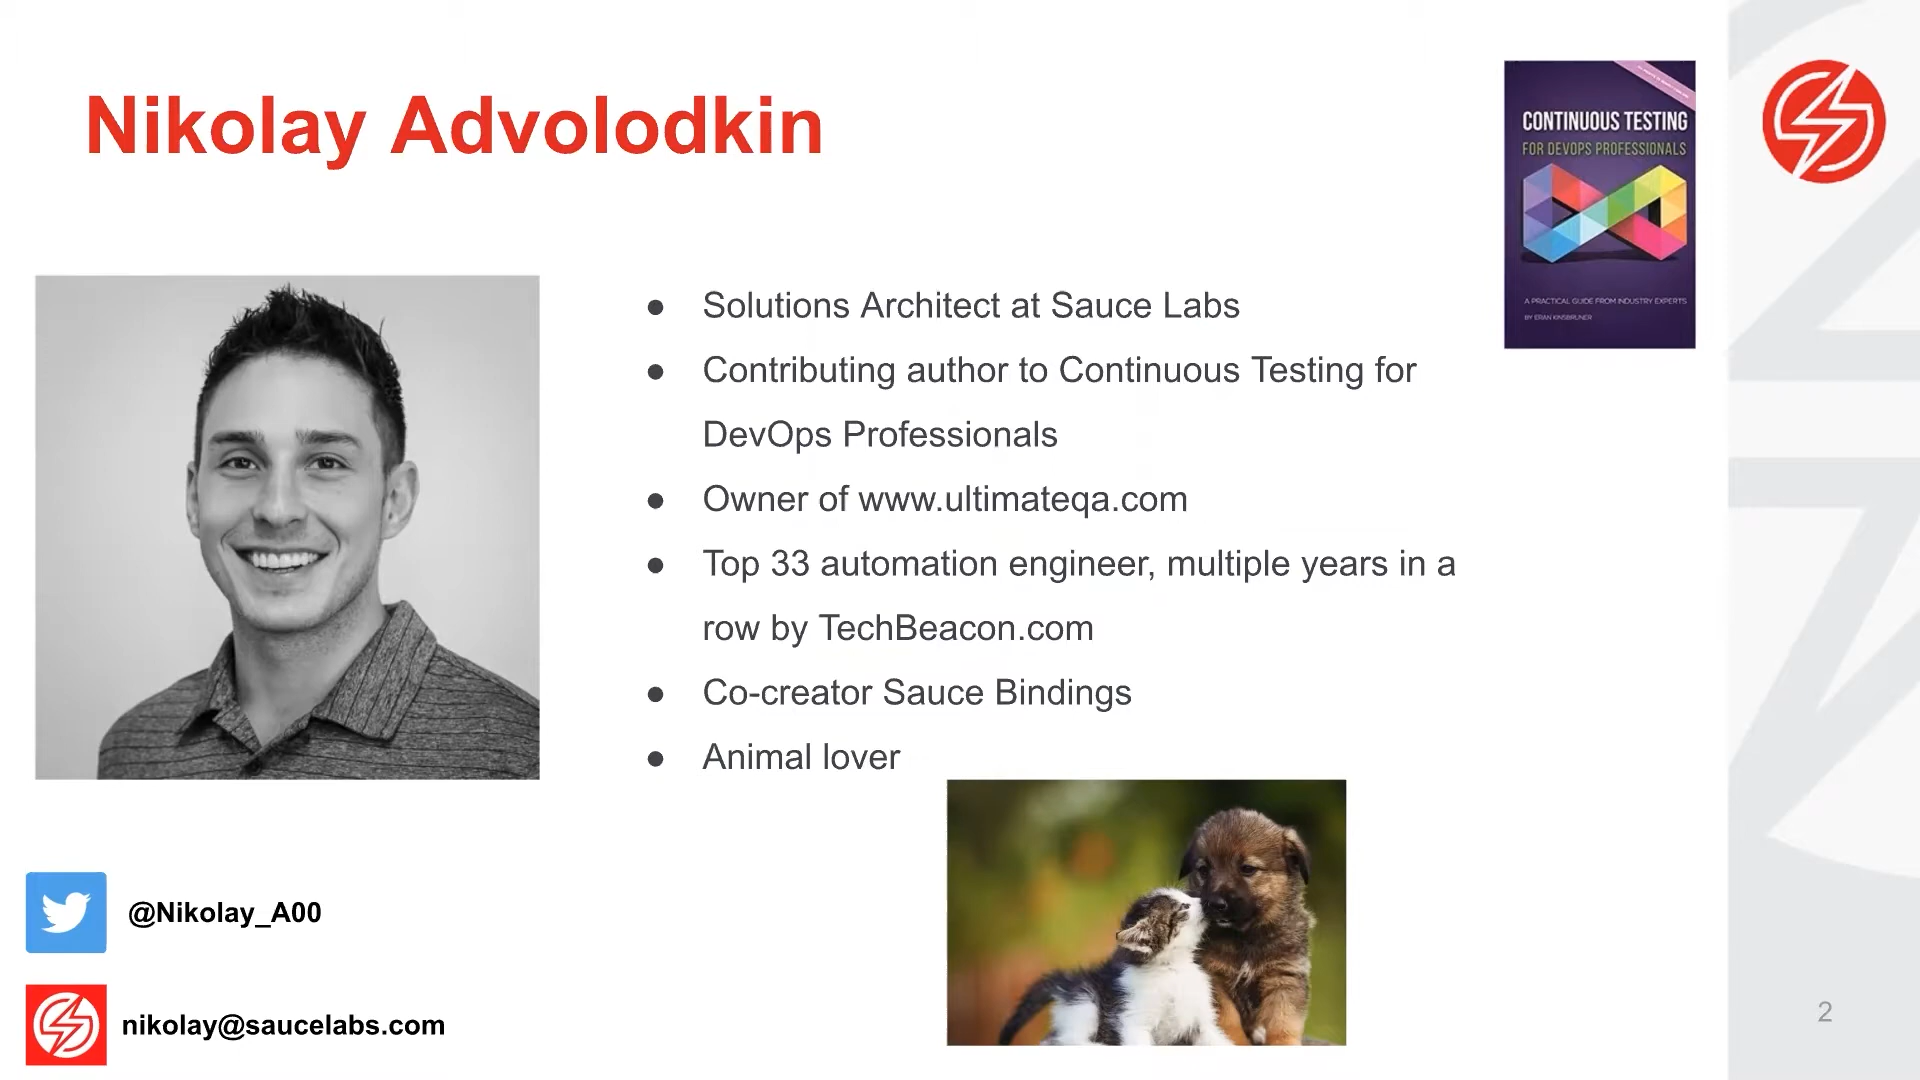 Nikolay Advolodkin
CONTINUOUS TESTING
FOR DEVOPS PROFESSIONALS
A PRACTICAL GUIDE FROM INDUSTRY EXPERTS
BY ERAN KINSBRUNER
● Solutions Architect at Sauce Labs
● Contributing author to Continuous Testing for
DevOps Professionals
● Owner of www.ultimateqa.com
● Top 33 automation engineer, multiple years in a
row by TechBeacon.com
● Co-creator Sauce Bindings
● Animal lover
@Nikolay_A00
nikolay@saucelabs.com
2